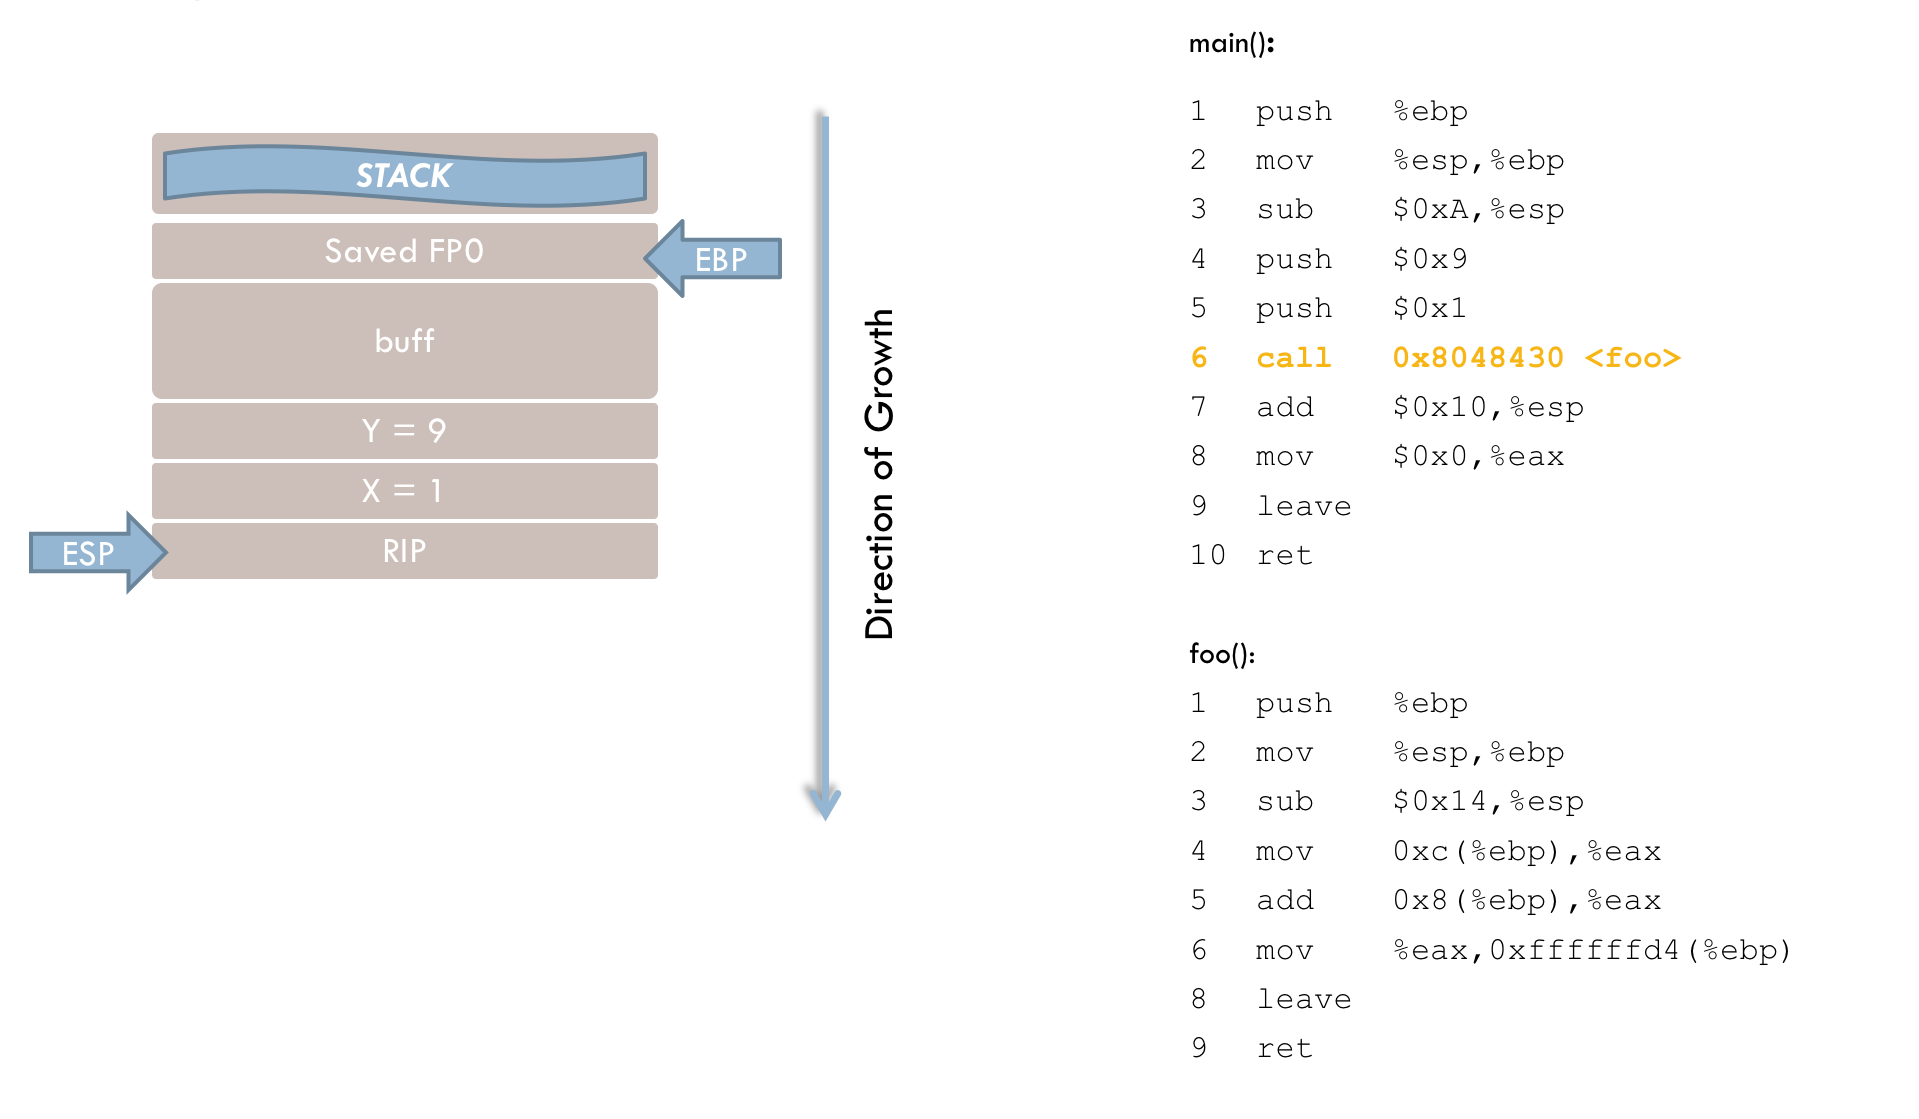 STACK
Saved FP0
EBP
buff
Y = 9
X = 1
ESP
RIP
Direction of Growth
main():
1 push %ebp
2 mov %esp,%ebp
3 sub $0xA,%esp
4 push $0x9
5 push $0x1
6 call 0x8048430 <foo>
7 add $0x10,%esp
8 mov $0x0,%eax
9 leave
10 ret
foo():
1 push %ebp
2 mov %esp,%ebp
3 sub $0x14,%esp
4 mov 0xc(%ebp),%eax
5 add 0x8(%ebp),%eax
6 mov %eax,0xffffffd4(%ebp)
8 leave
9 ret